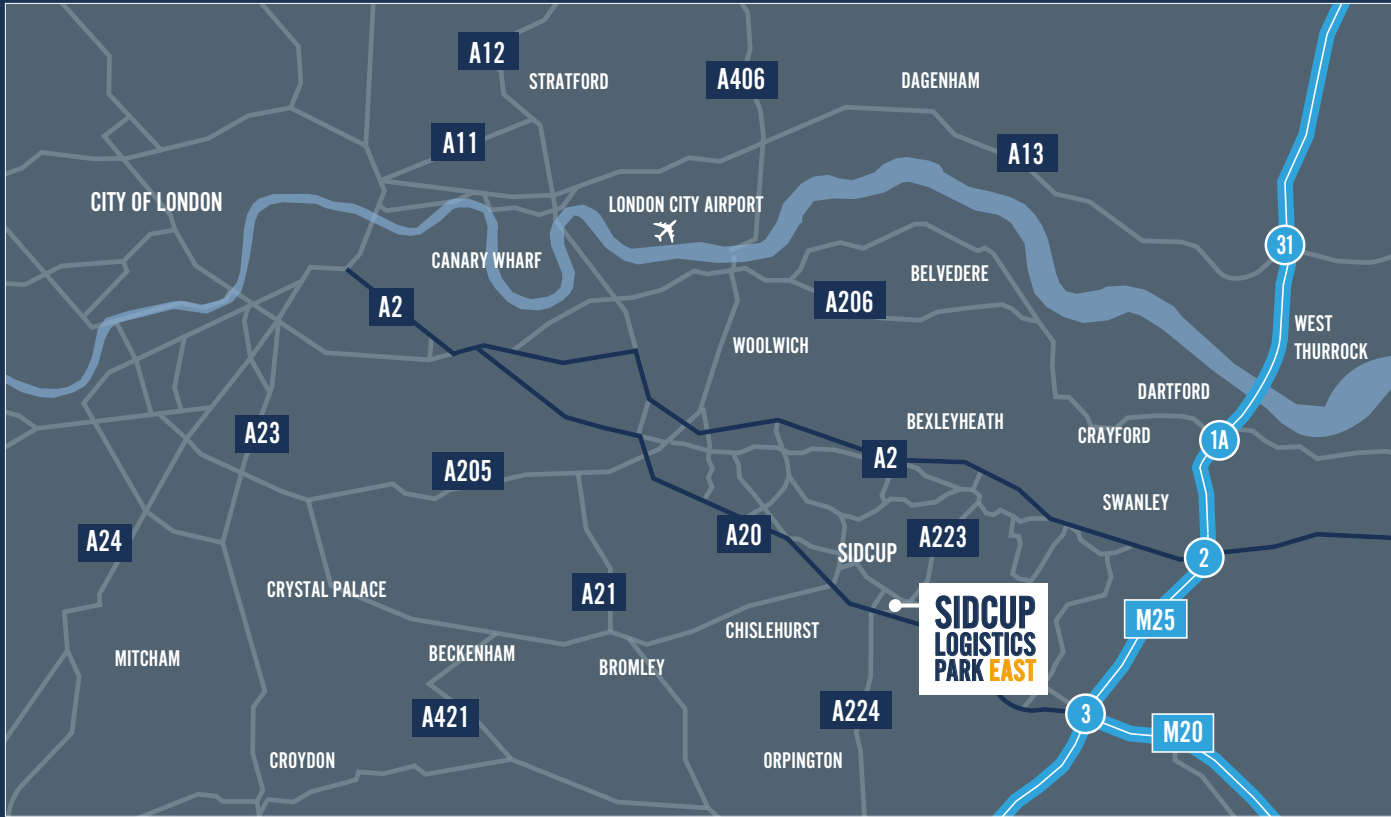 A12
STRATFORD
A406
DAGENHAM
A11
A13
CITY OF LONDON
LONDON CITY AIRPORT
31
CANARY WHARF
BELVEDERE
A2
A206
WEST
THURROCK
WOOLWICH
DARTFORD
BEXLEYHEATH
A23
CRAYFORD
1A
A205
A2
SWANLEY
A24
A20
SIDCUP
A223
2
CRYSTAL PALACE
A21
SIDCUP
LOGISTICS
PARK EAST
M25
CHISLEHURST
MITCHAM
BECKENHAM
BROMLEY
A421
A224
3
M20
CROYDON
ORPINGTON